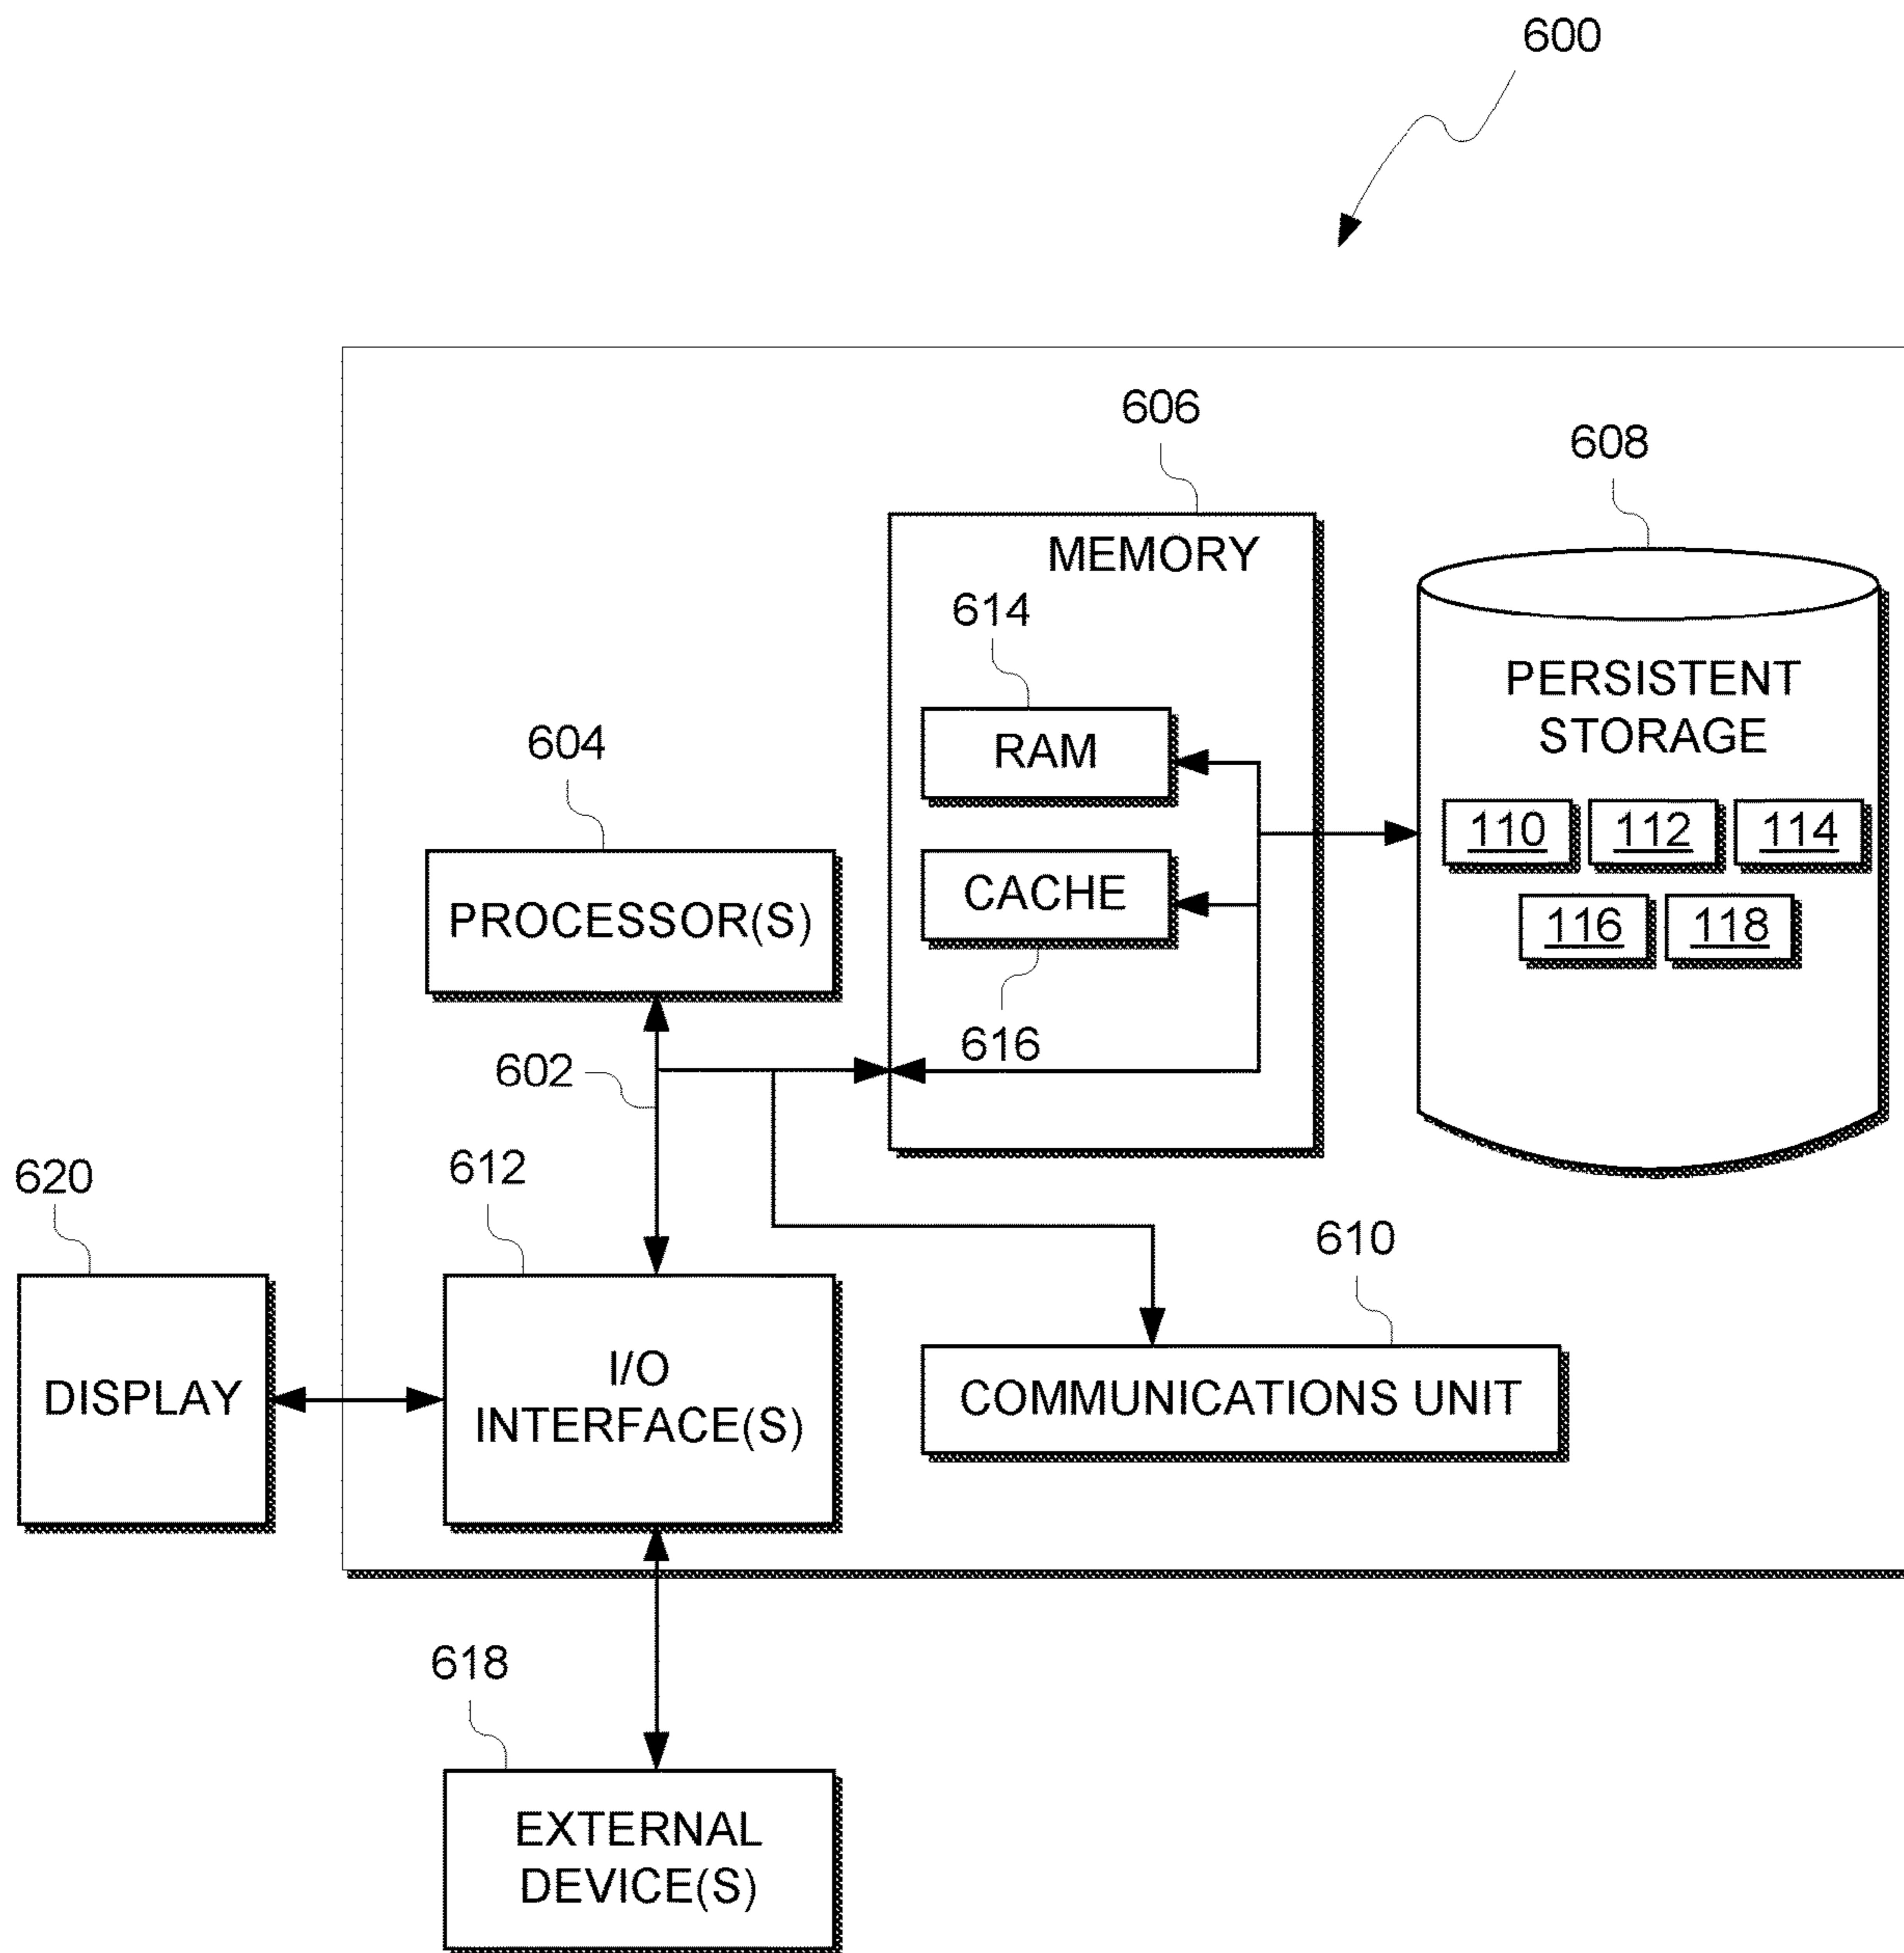 600
606
608
MEMORY
614
PERSISTENT
STORAGE
604
RAM
110 112 114
CACHE
PROCESSOR(S)
116 118
616
602
612
620
610
I/O
INTERFACE(S)
DISPLAY
COMMUNICATIONS UNIT
618
EXTERNAL
DEVICE(S)